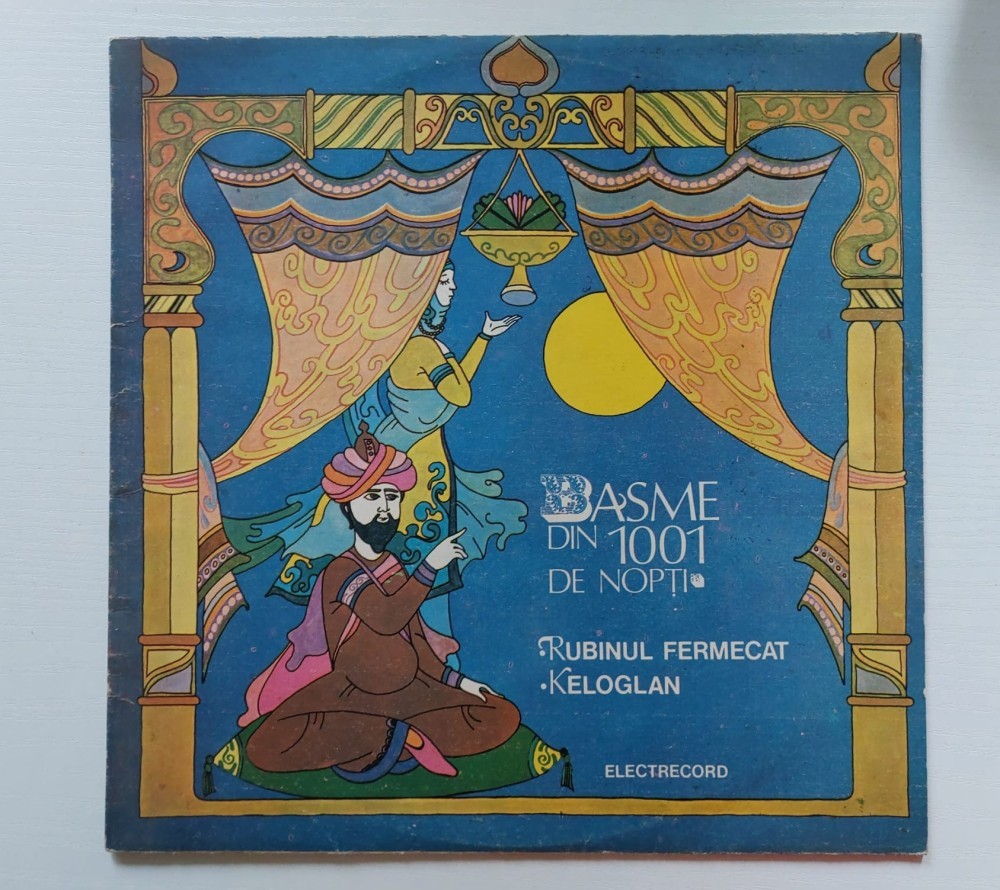 BASME
DIN 1001
DE NOPȚI
•RUBINUL FERMECAT
•KELOGLAN
ELECTRECORD